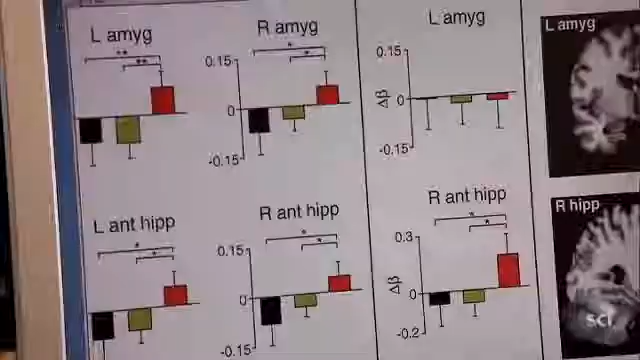 L amyg
**
**
R amyg
*
*
0.15
0
-0.15
L amyg
0.15
Δβ
0
-0.15
L amyg
L ant hipp
*
*
R ant hipp
*
*
0.15
0
-0.15
R ant hipp
*
*
0.3
Δβ
0
-0.2
R hipp
sci